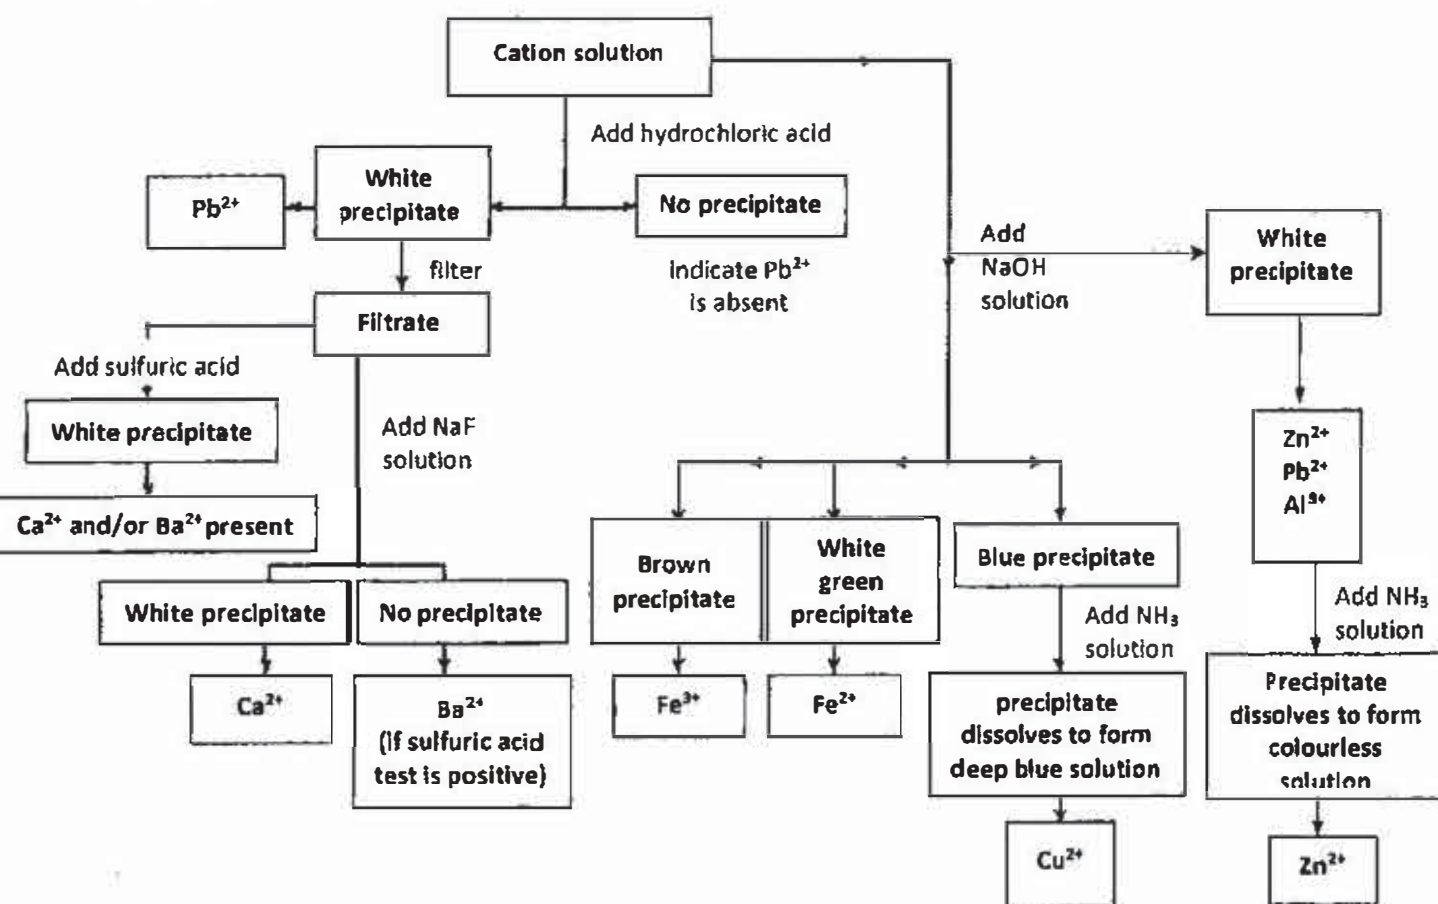 Cation solution
Add hydrochloric acid
Pb²⁺
White
precipitate
No precipitate
indicate Pb²⁺
is absent
filter
Filtrate
Add sulfuric acid
White precipitate
Ca²⁺ and/or Ba²⁺ present
Add NaF
solution
White precipitate
No precipitate
Ca²⁺
Ba²⁺
(if sulfuric acid
test is positive)
Add
NaOH
solution
White
precipitate
Zn²⁺
Pb²⁺
Al³⁺
Brown
precipitate
White
green
precipitate
Blue precipitate
Add NH₃
solution
Add NH₃
solution
Fe³⁺
Fe²⁺
precipitate
dissolves to form
deep blue solution
Precipitate
dissolves to form
colourless
solution
Cu²⁺
Zn²⁺